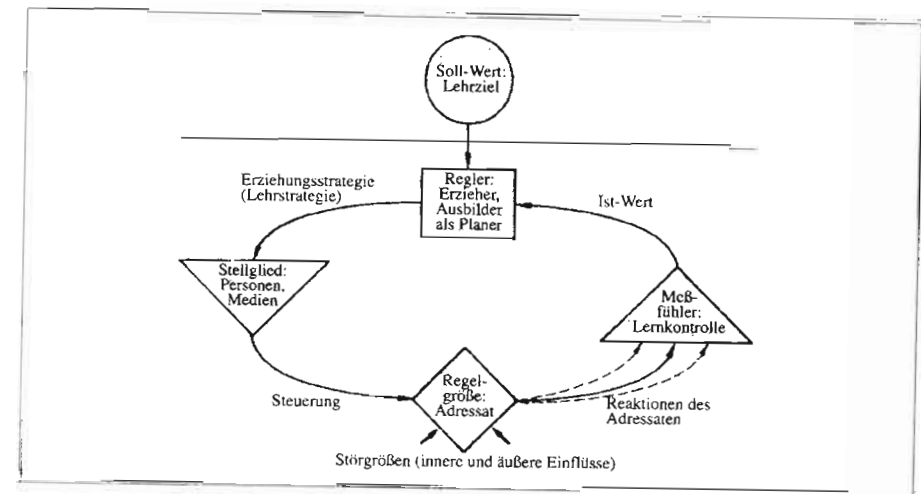 Soll-Wert:
Lehrziel
Regler:
Erzieher,
Ausbilder
als Planer
Erziehungsstrategie
(Lehrstrategie)
Ist-Wert
Stellglied:
Personen,
Medien
Meß-
fühler:
Lernkontrolle
Regel-
größe:
Adressat
Steuerung
Reaktionen des
Adressaten
Störgrößen (innere und äußere Einflüsse)